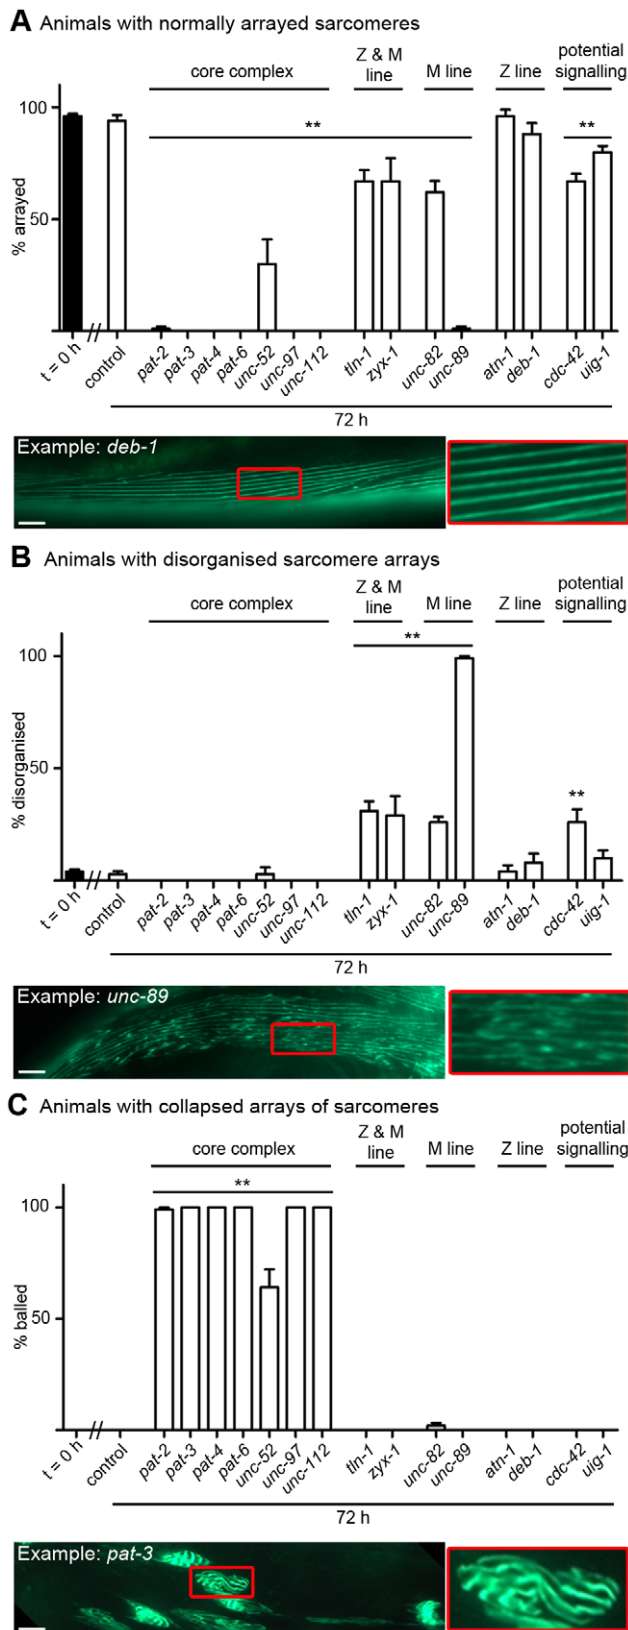 A Animals with normally arrayed sarcomeres
core complex
Z & M
line
M line
Z line
potential
signalling
**
**
100
50
% arrayed
t = 0 h
control
pat-2
pat-3
pat-4
pat-6
unc-52
unc-97
unc-112
tln-1
zyx-1
unc-82
unc-89
atn-1
deb-1
cdc-42
uig-1
72 h
Example: deb-1
B Animals with disorganised sarcomere arrays
core complex
Z & M
line
M line
Z line
potential
signalling
**
**
100
50
% disorganised
t = 0 h
control
pat-2
pat-3
pat-4
pat-6
unc-52
unc-97
unc-112
tln-1
zyx-1
unc-82
unc-89
atn-1
deb-1
cdc-42
uig-1
72 h
Example: unc-89
C Animals with collapsed arrays of sarcomeres
core complex
Z & M
line
M line
Z line
potential
signalling
**
100
50
% balled
t = 0 h
control
pat-2
pat-3
pat-4
pat-6
unc-52
unc-97
unc-112
tln-1
zyx-1
unc-82
unc-89
atn-1
deb-1
cdc-42
uig-1
72 h
Example: pat-3